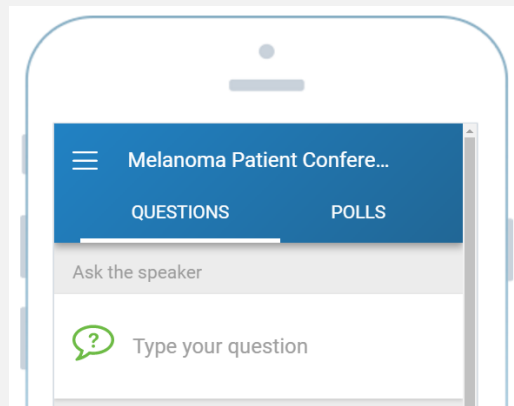 Melanoma Patient Confere...
QUESTIONS POLLS
Ask the speaker
?
Type your question